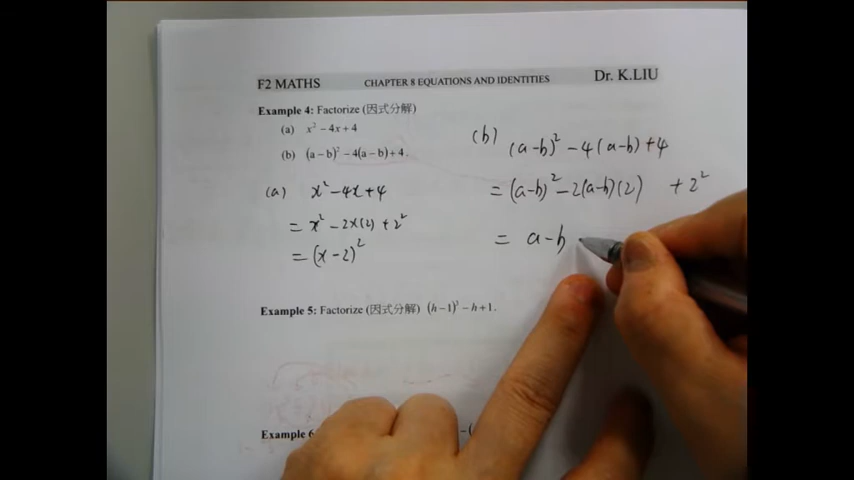 F2 MATHS CHAPTER 8 EQUATIONS AND IDENTITIES Dr. K.LIU
Example 4: Factorize (因式分解)
(a) x² − 4x + 4
(b) (a−b)² − 4(a−b) + 4.
(a) x² − 4x + 4
= x² − 2x(2) + 2²
= (x − 2)²
(b) (a−b)² − 4(a−b) + 4
= (a−b)² − 2(a−b)(2) + 2²
= a−b
Example 5: Factorize (因式分解) (h−1)³ − h + 1.
Example 6